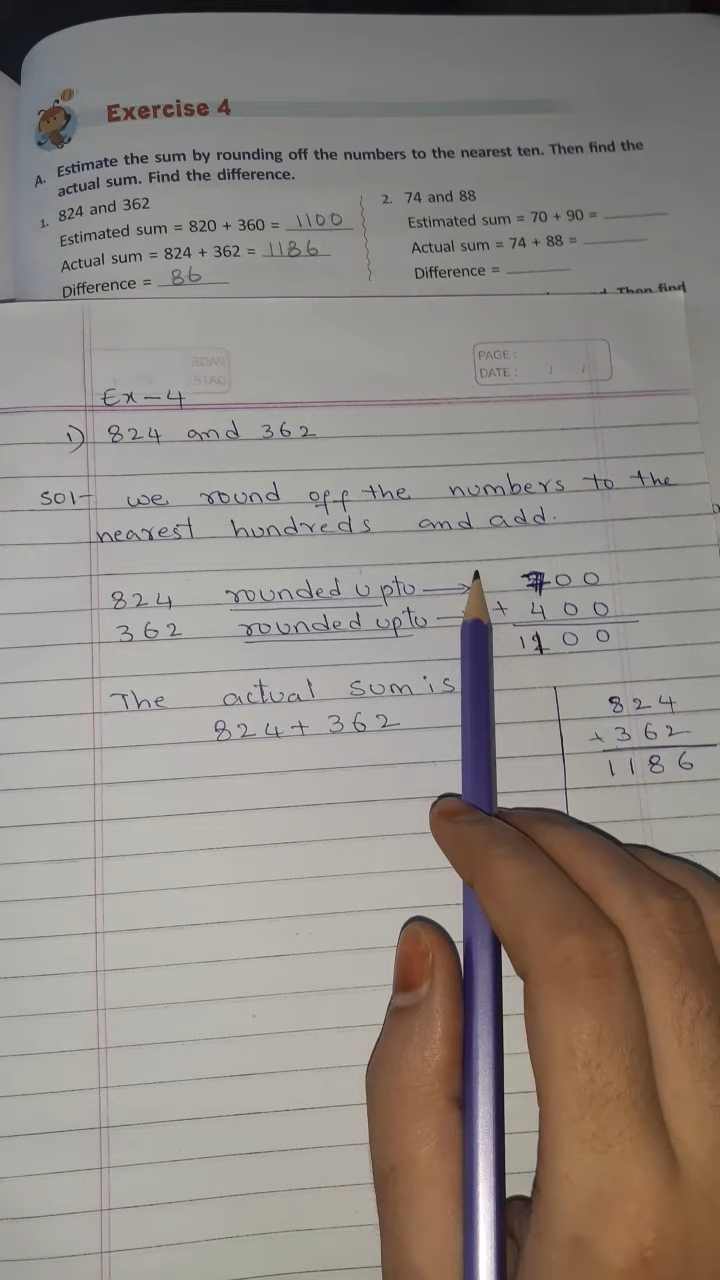 Exercise 4
A. Estimate the sum by rounding off the numbers to the nearest ten. Then find the
actual sum. Find the difference.
1. 824 and 362
Estimated sum = 820 + 360 = 1100
Actual sum = 824 + 362 = 1186
Difference = 86
2. 74 and 88
Estimated sum = 70 + 90 =
Actual sum = 74 + 88 =
Difference =
Then find
PAGE :
DATE : / /
Ex-4
1) 824 and 362
Sol- we round off the numbers to the
nearest hundreds and add.
824 rounded upto → 700
362 rounded upto + 400
1100
The actual sum is
824 + 362
824
+ 362
1186